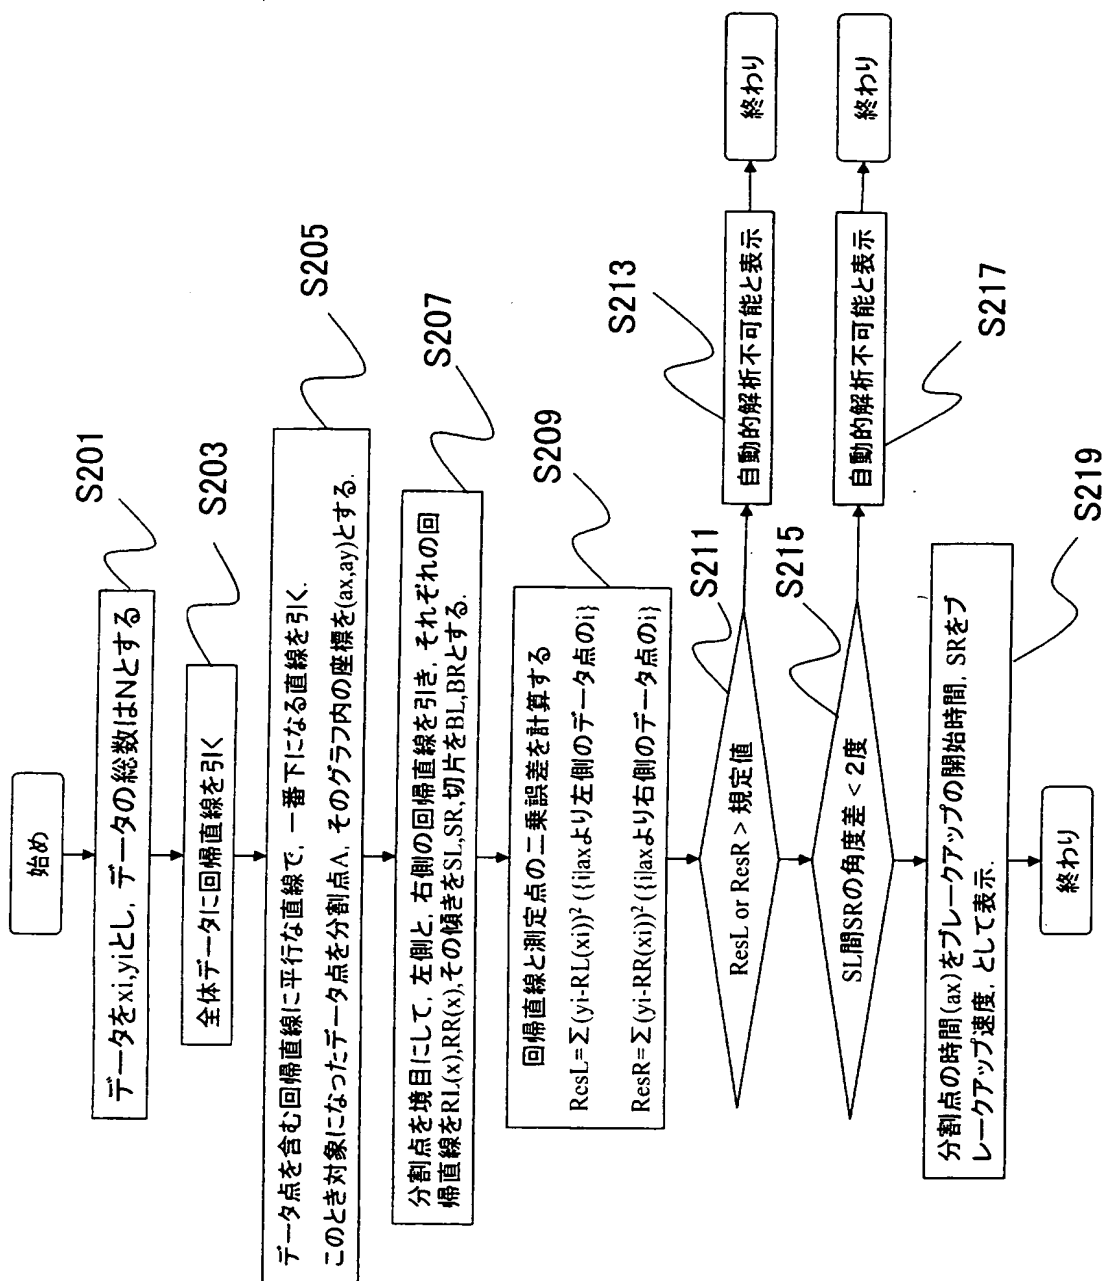 始め
データをxi,yiとし, データの総数はNとする
S201
全体データに回帰直線を引く
S203
データ点を含む回帰直線に平行な直線で, 一番下になる直線を引く.
このとき対象になったデータ点を分割点A, そのグラフ内の座標を(ax,ay)とする.
S205
分割点を境目にして, 左側と, 右側の回帰直線を引き, それぞれの回
帰直線をRL(x),RR(x),その傾きをSL,SR,切片をBL,BRとする.
S207
回帰直線と測定点の二乗誤差を計算する
ResL=Σ(yi-RL(xi))² ({i|axより左側のデータ点のi}
ResR=Σ(yi-RR(xi))² ({i|axより右側のデータ点のi}
S209
ResL or ResR > 規定値
S211
自動的解析不可能と表示
S213
終わり
SL間SRの角度差 < 2度
S215
自動的解析不可能と表示
S217
終わり
分割点の時間(ax)をブレークアップの開始時間, SRをブ
レークアップ速度, として表示.
S219
終わり